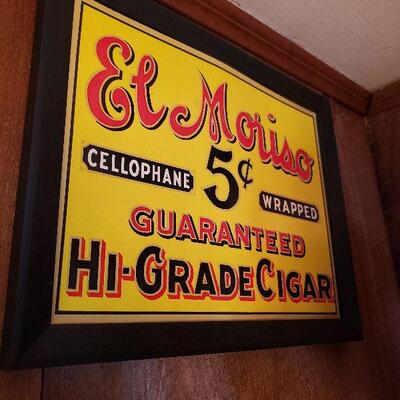 El Moriso
CELLOPHANE 5¢ WRAPPED
GUARANTEED
HI-GRADE CIGAR